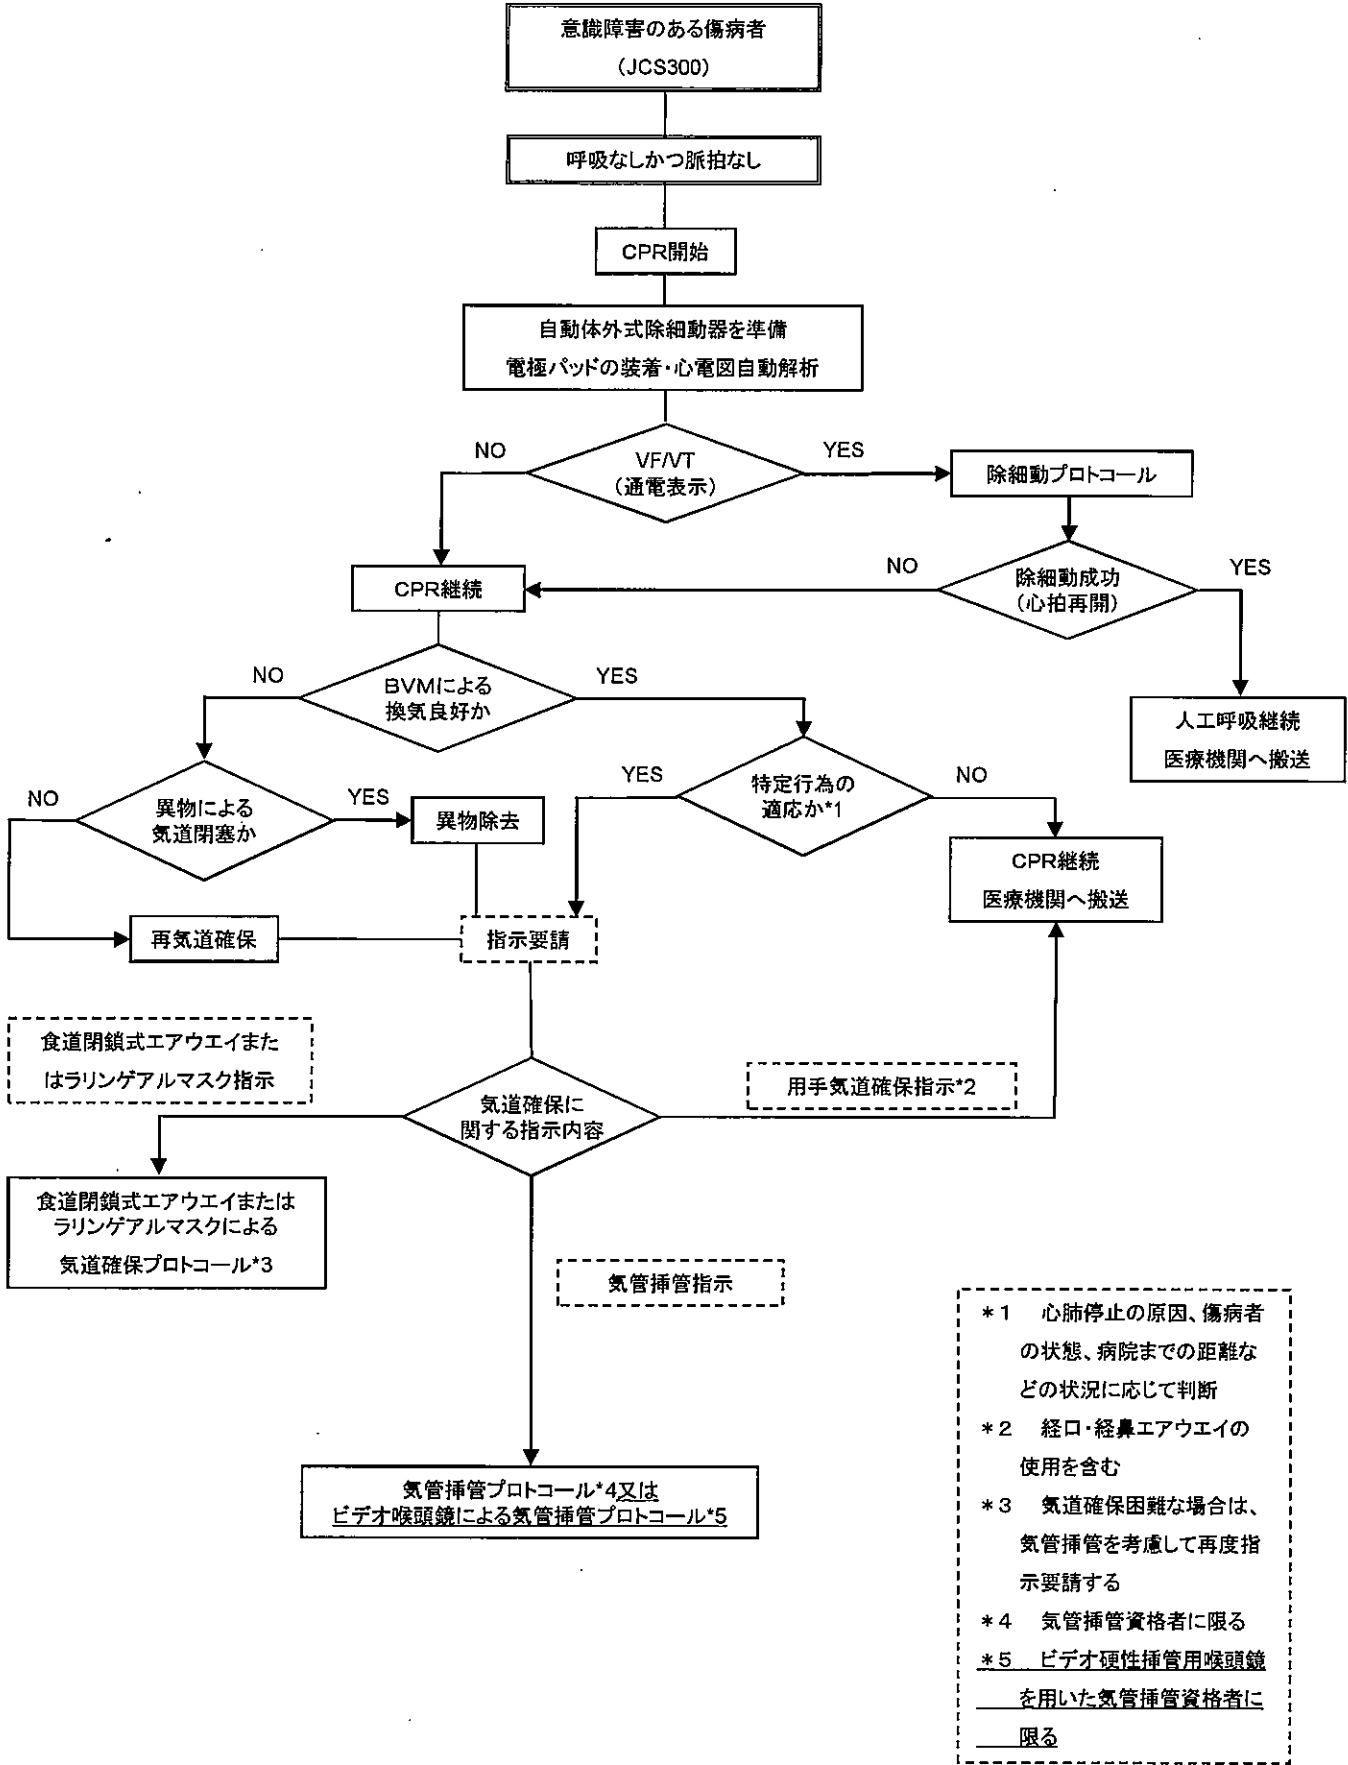 意識障害のある傷病者
(JCS300)
呼吸なしかつ脈拍なし
CPR開始
自動体外式除細動器を準備
電極パッドの装着・心電図自動解析
NO
VF/VT
(通電表示)
YES
除細動プロトコール
CPR継続
NO
除細動成功
(心拍再開)
YES
NO
BVMによる
換気良好か
YES
人工呼吸継続
医療機関へ搬送
NO
異物による
気道閉塞か
YES
異物除去
YES
特定行為の
適応か*1
NO
CPR継続
医療機関へ搬送
再気道確保
指示要請
食道閉鎖式エアウエイまた
はラリンゲアルマスク指示
気道確保に
関する指示内容
用手気道確保指示*2
食道閉鎖式エアウエイまたは
ラリンゲアルマスクによる
気道確保プロトコール*3
気管挿管指示
気管挿管プロトコール*4又は
ビデオ喉頭鏡による気管挿管プロトコール*5
*1 心肺停止の原因、傷病者
の状態、病院までの距離な
どの状況に応じて判断
*2 経口・経鼻エアウエイの
使用を含む
*3 気道確保困難な場合は、
気管挿管を考慮して再度指
示要請する
*4 気管挿管資格者に限る
*5 ビデオ硬性挿管用喉頭鏡
を用いた気管挿管資格者に
限る